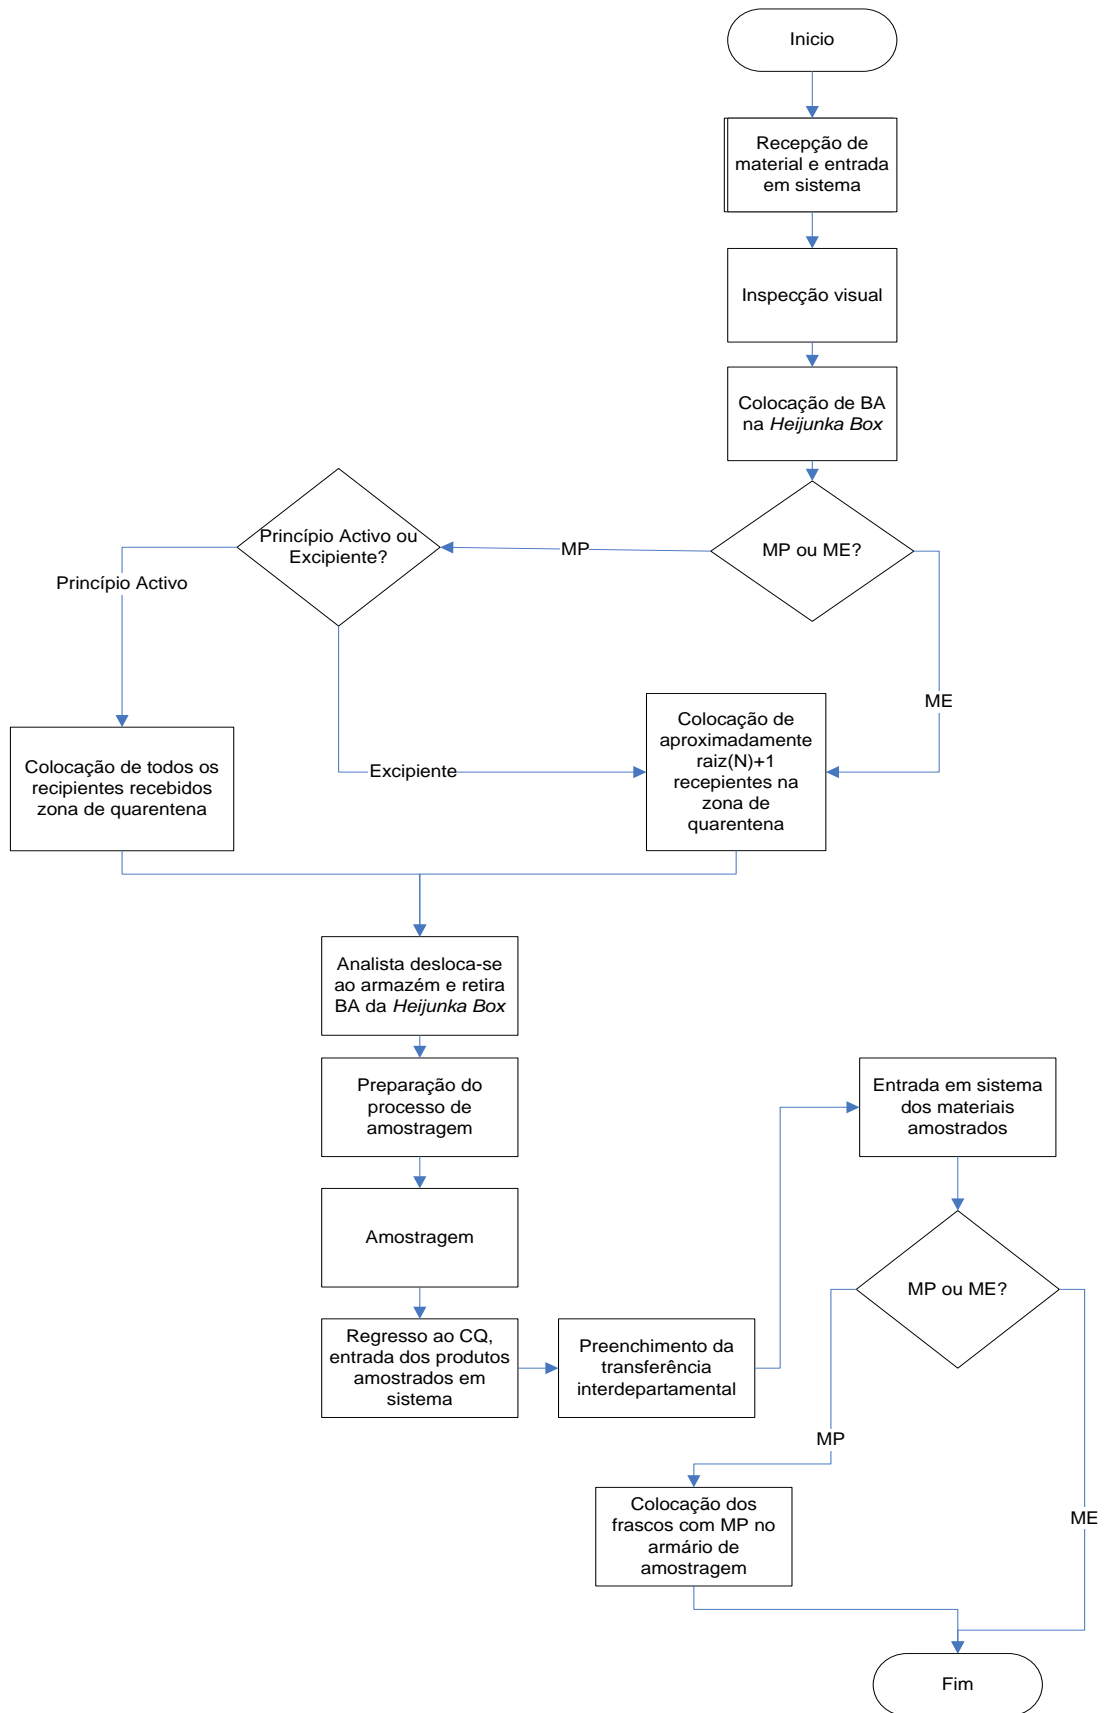 Inicio
Recepção de
material e entrada
em sistema
Inspecção visual
Colocação de BA
na Heijunka Box
MP ou ME?
MP
Princípio Activo ou
Excipiente?
Princípio Activo
ME
Colocação de todos os
recipientes recebidos
zona de quarentena
Excipiente
Colocação de
aproximadamente
raiz(N)+1
recepientes na
zona de
quarentena
Analista desloca-se
ao armazém e retira
BA da Heijunka Box
Preparação do
processo de
amostragem
Amostragem
Regresso ao CQ,
entrada dos produtos
amostrados em
sistema
Preenchimento da
transferência
interdepartamental
Entrada em sistema
dos materiais
amostrados
MP ou ME?
MP
ME
Colocação dos
frascos com MP no
armário de
amostragem
Fim